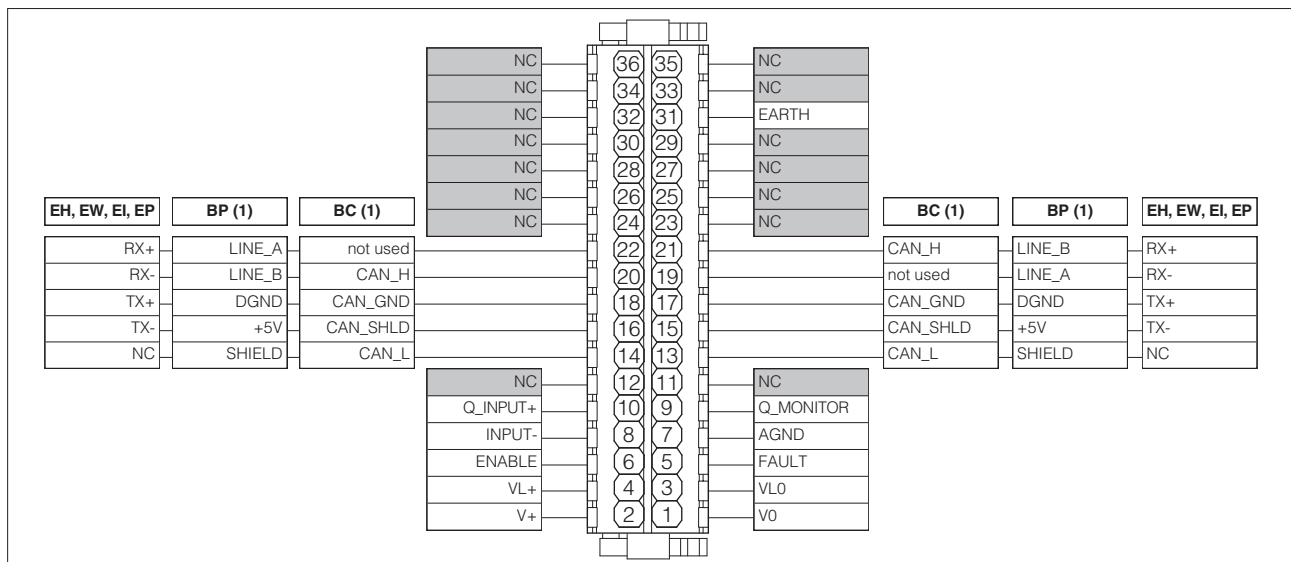 NC 36 35 NC
NC 34 33 NC
NC 32 31 EARTH
NC 30 29 NC
NC 28 27 NC
NC 26 25 NC
EH, EW, EI, EP BP (1) BC (1) NC 24 23 NC BC (1) BP (1) EH, EW, EI, EP
RX+ LINE_A not used 22 21 CAN_H LINE_B RX+
RX- LINE_B CAN_H 20 19 not used LINE_A RX-
TX+ DGND CAN_GND 18 17 CAN_GND DGND TX+
TX- +5V CAN_SHLD 16 15 CAN_SHLD +5V TX-
NC SHIELD CAN_L 14 13 CAN_L SHIELD NC
NC 12 11 NC
Q_INPUT+ 10 9 Q_MONITOR
INPUT- 8 7 AGND
ENABLE 6 5 FAULT
VL+ 4 3 VL0
V+ 2 1 V0